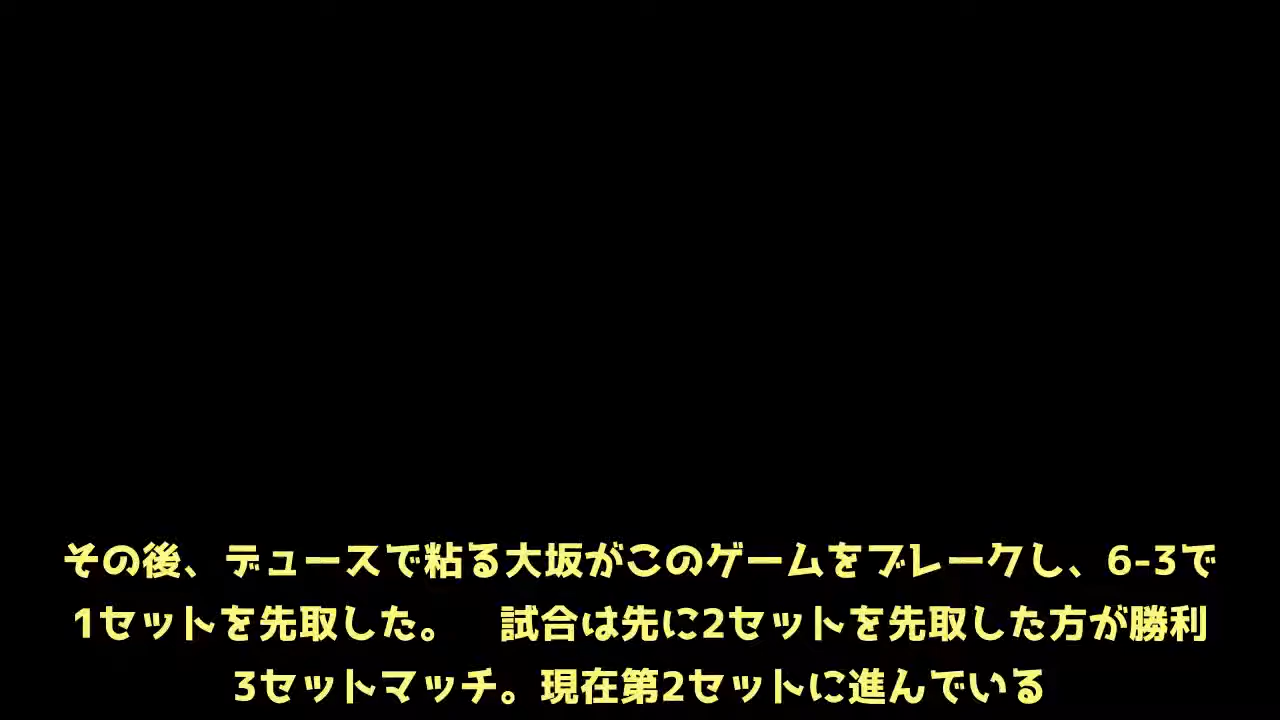 その後、デュースで粘る大坂がこのゲームをブレークし、6-3で
1セットを先取した。　試合は先に2セットを先取した方が勝利
3セットマッチ。現在第2セットに進んでいる